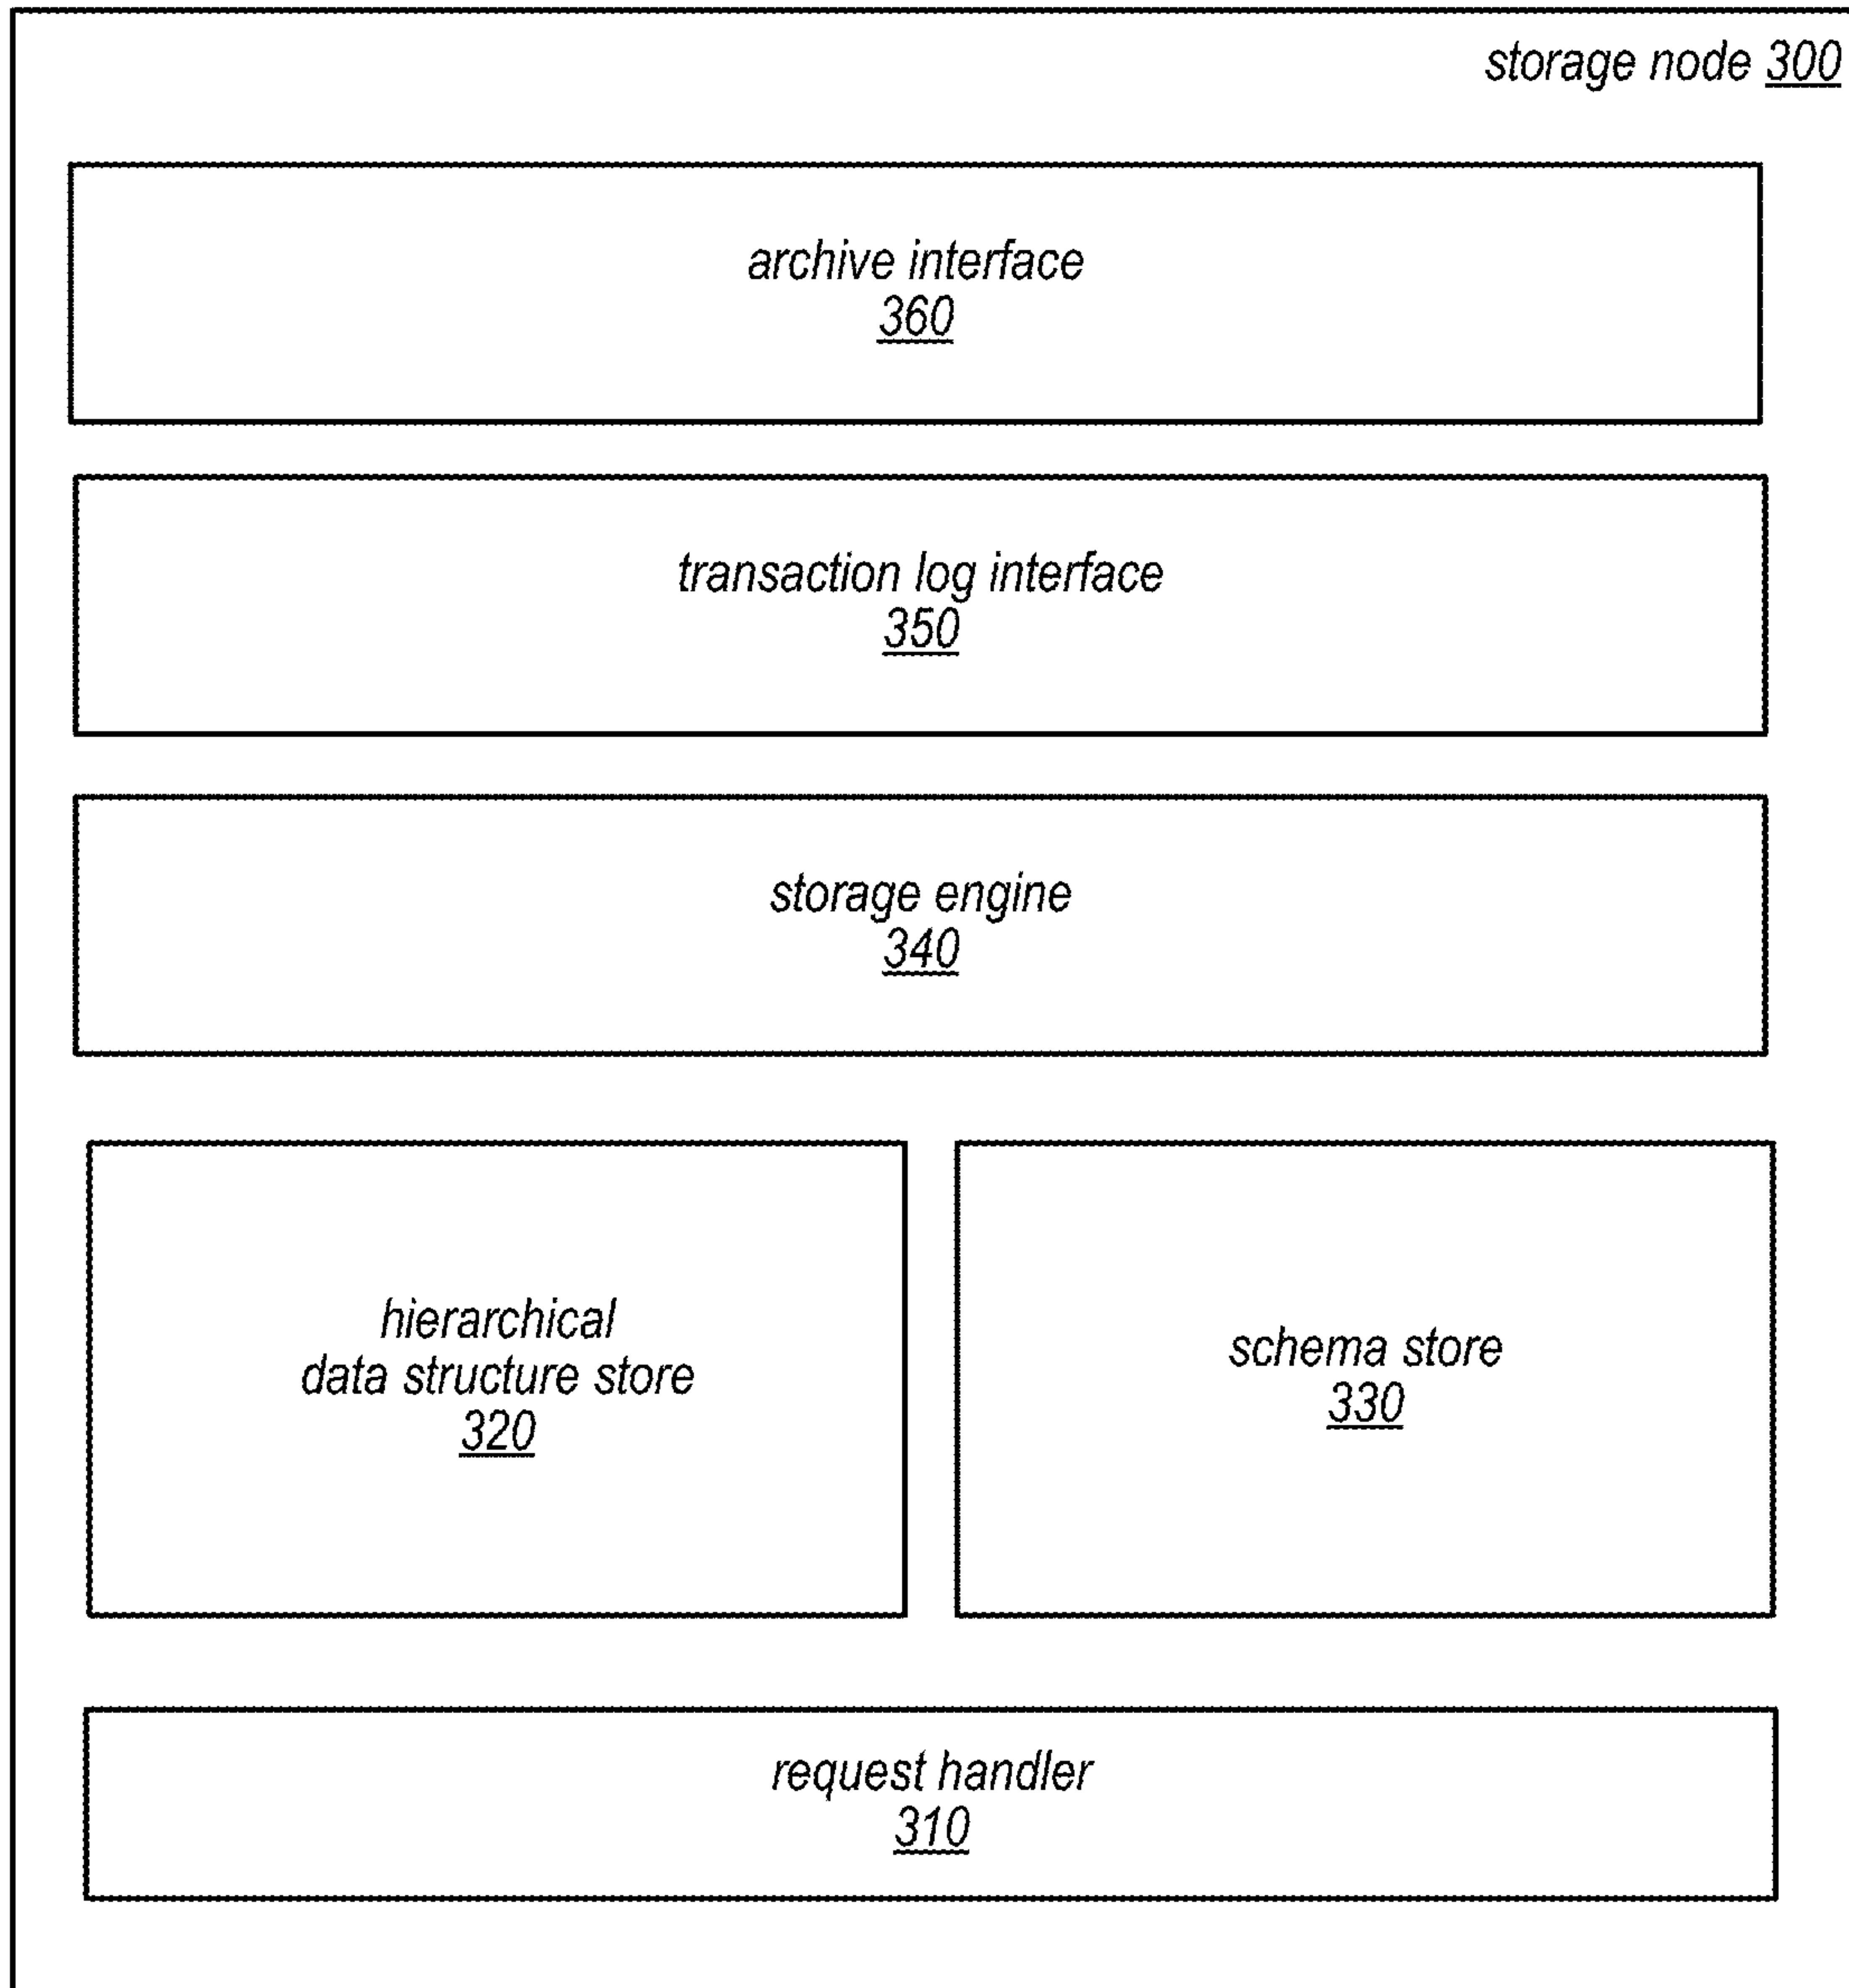 storage node 300
archive interface
360
transaction log interface
350
storage engine
340
hierarchical
data structure store
320
schema store
330
request handler
310